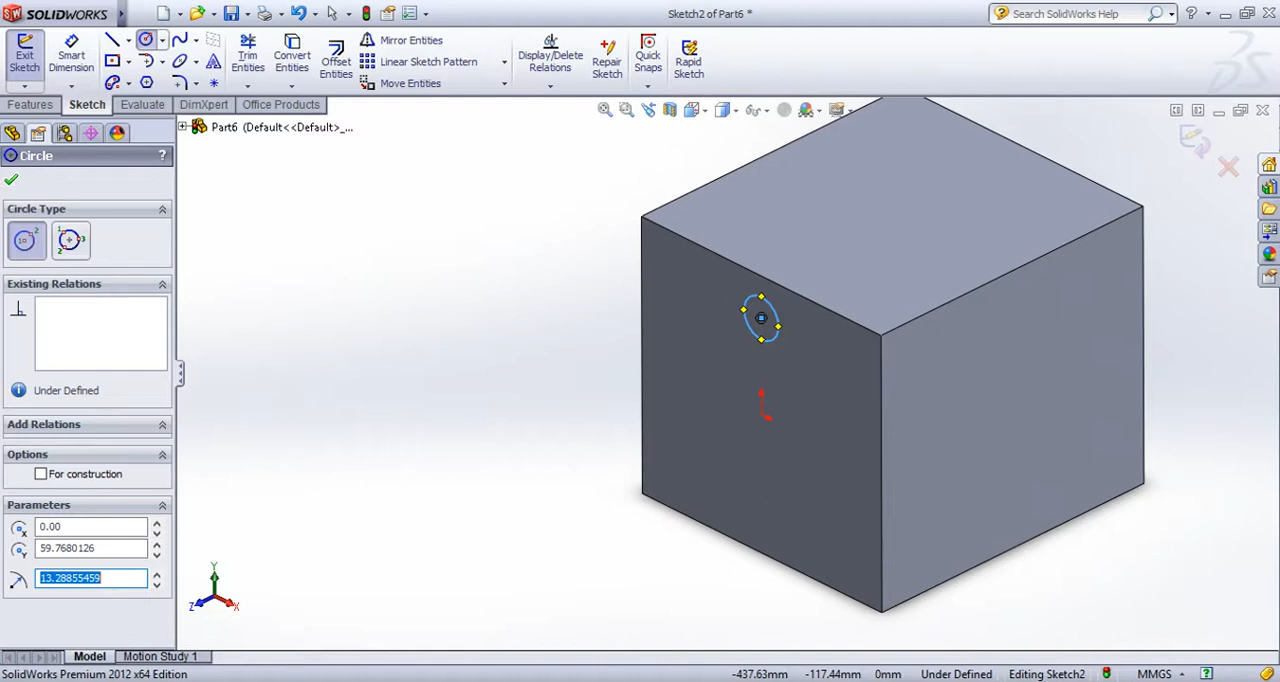 SOLIDWORKS
Sketch2 of Part6 *
Search SolidWorks Help
Exit Sketch
Smart Dimension
Trim Entities
Convert Entities
Offset Entities
Mirror Entities
Linear Sketch Pattern
Move Entities
Display/Delete Relations
Repair Sketch
Quick Snaps
Rapid Sketch
Features
Sketch
Evaluate
DimXpert
Office Products
Part6 (Default<<Default>_...
Circle
?
Circle Type
Existing Relations
Under Defined
Add Relations
Options
For construction
Parameters
0.00
59.7680126
13.28855459
Y
Z
X
Model
Motion Study 1
SolidWorks Premium 2012 x64 Edition
-437.63mm
-117.44mm
0mm
Under Defined
Editing Sketch2
MMGS
?